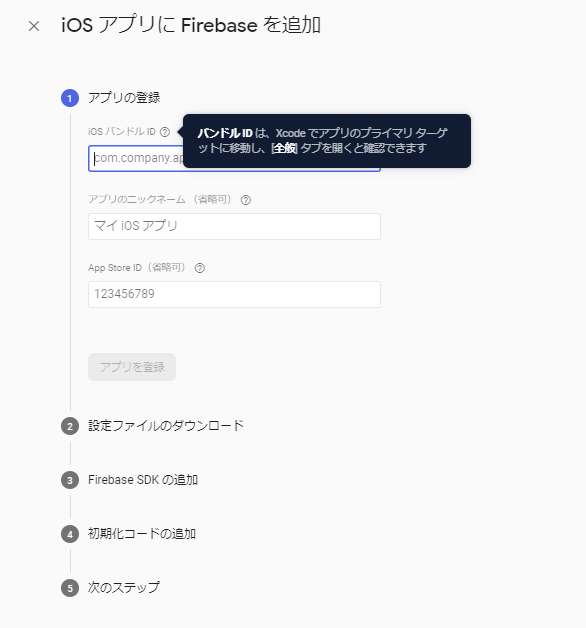 iOS アプリに Firebase を追加
1 アプリの登録
iOS バンドル ID
バンドル ID は、Xcode でアプリのプライマリ ターゲ
ットに移動し、[全般] タブを開くと確認できます
com.company.ap
アプリのニックネーム （省略可）
マイ iOS アプリ
App Store ID（省略可）
123456789
アプリを登録
2 設定ファイルのダウンロード
3 Firebase SDK の追加
4 初期化コードの追加
5 次のステップ